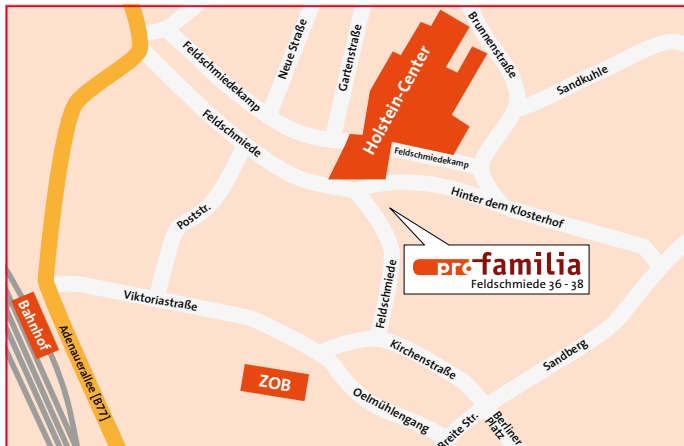 Brunnenstraße
Neue Straße
Gartenstraße
Feldschmiedekamp
Holstein-Center
Sandkuhle
Feldschmiede
Feldschmiedekamp
Hinter dem Klosterhof
Poststr.
pro familia
Feldschmiede 36 - 38
Viktoriastraße
Feldschmiede
Bahnhof
Adenauerallee [B77]
Kirchenstraße
Sandberg
ZOB
Oelmühlengang
Breite Str.
Berliner
Platz